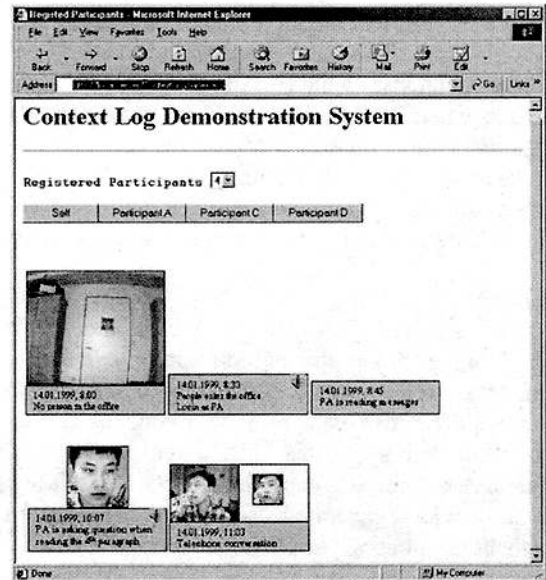 Registed Participants - Microsoft Internet Explorer
File Edit View Favorites Tools Help
Back Forward Stop Refresh Home Search Favorites History Mail Print Edit
Address Go Links »
Context Log Demonstration System
Registered Participants 4
Self Participant A Participant C Participant D
14.01.1999, 8:00
No person in the office
14.01.1999, 8:33
People enter the office
Login as PA
14.01.1999, 8:45
PA is reading messages
14.01.1999, 10:07
PA is asking question when
reading the 4th paragraph
14.01.1999, 11:03
Telephone conversation
Done My Computer